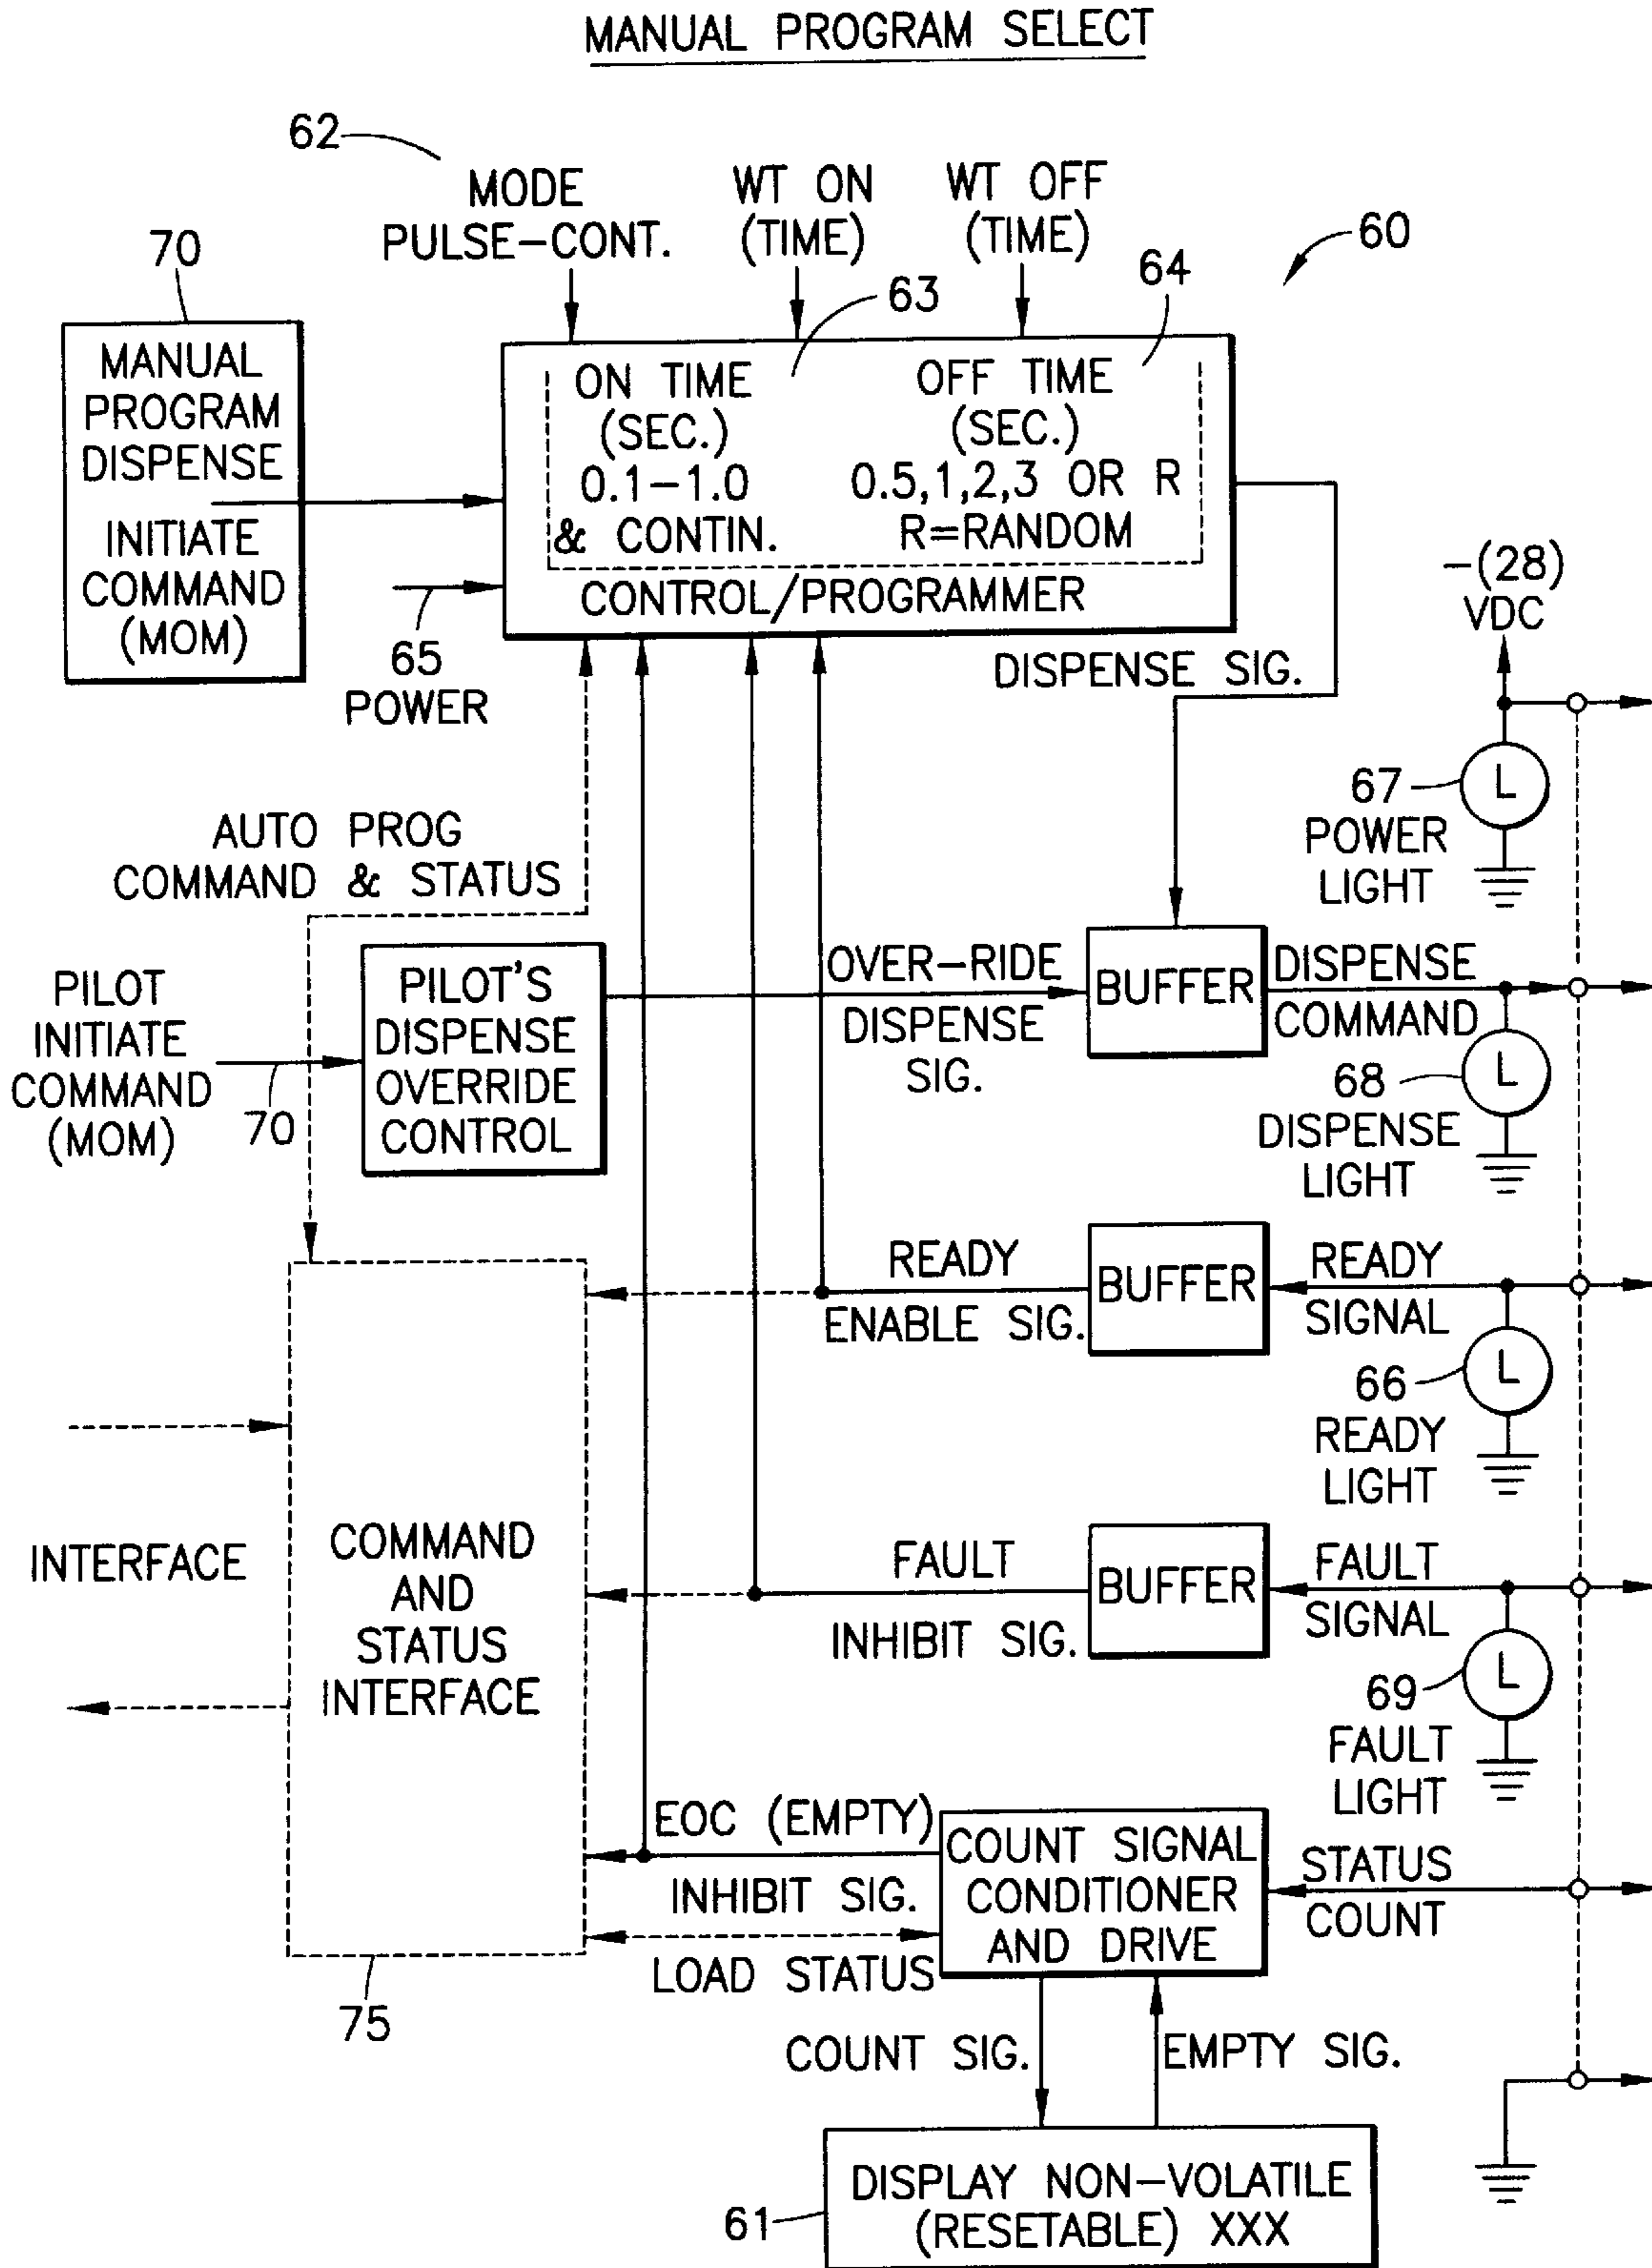 MANUAL PROGRAM SELECT
62
MODE
PULSE-CONT.
WT ON
(TIME)
WT OFF
(TIME)
60
70
MANUAL
PROGRAM
DISPENSE
INITIATE
COMMAND
(MOM)
63
64
ON TIME
(SEC.)
0.1-1.0
& CONTIN.
OFF TIME
(SEC.)
0.5,1,2,3 OR R
R=RANDOM
CONTROL/PROGRAMMER
65
POWER
DISPENSE SIG.
-(28)
VDC
67
POWER
LIGHT
L
AUTO PROG
COMMAND & STATUS
PILOT
INITIATE
COMMAND
(MOM)
70
PILOT'S
DISPENSE
OVERRIDE
CONTROL
OVER-RIDE
DISPENSE
SIG.
BUFFER
DISPENSE
COMMAND
68
DISPENSE
LIGHT
L
READY
ENABLE SIG.
BUFFER
READY
SIGNAL
66
READY
LIGHT
L
INTERFACE
COMMAND
AND
STATUS
INTERFACE
FAULT
INHIBIT SIG.
BUFFER
FAULT
SIGNAL
69
FAULT
LIGHT
L
EOC (EMPTY)
INHIBIT SIG.
LOAD STATUS
COUNT SIGNAL
CONDITIONER
AND DRIVE
STATUS
COUNT
75
COUNT SIG.
EMPTY SIG.
61
DISPLAY NON-VOLATILE
(RESETABLE) XXX